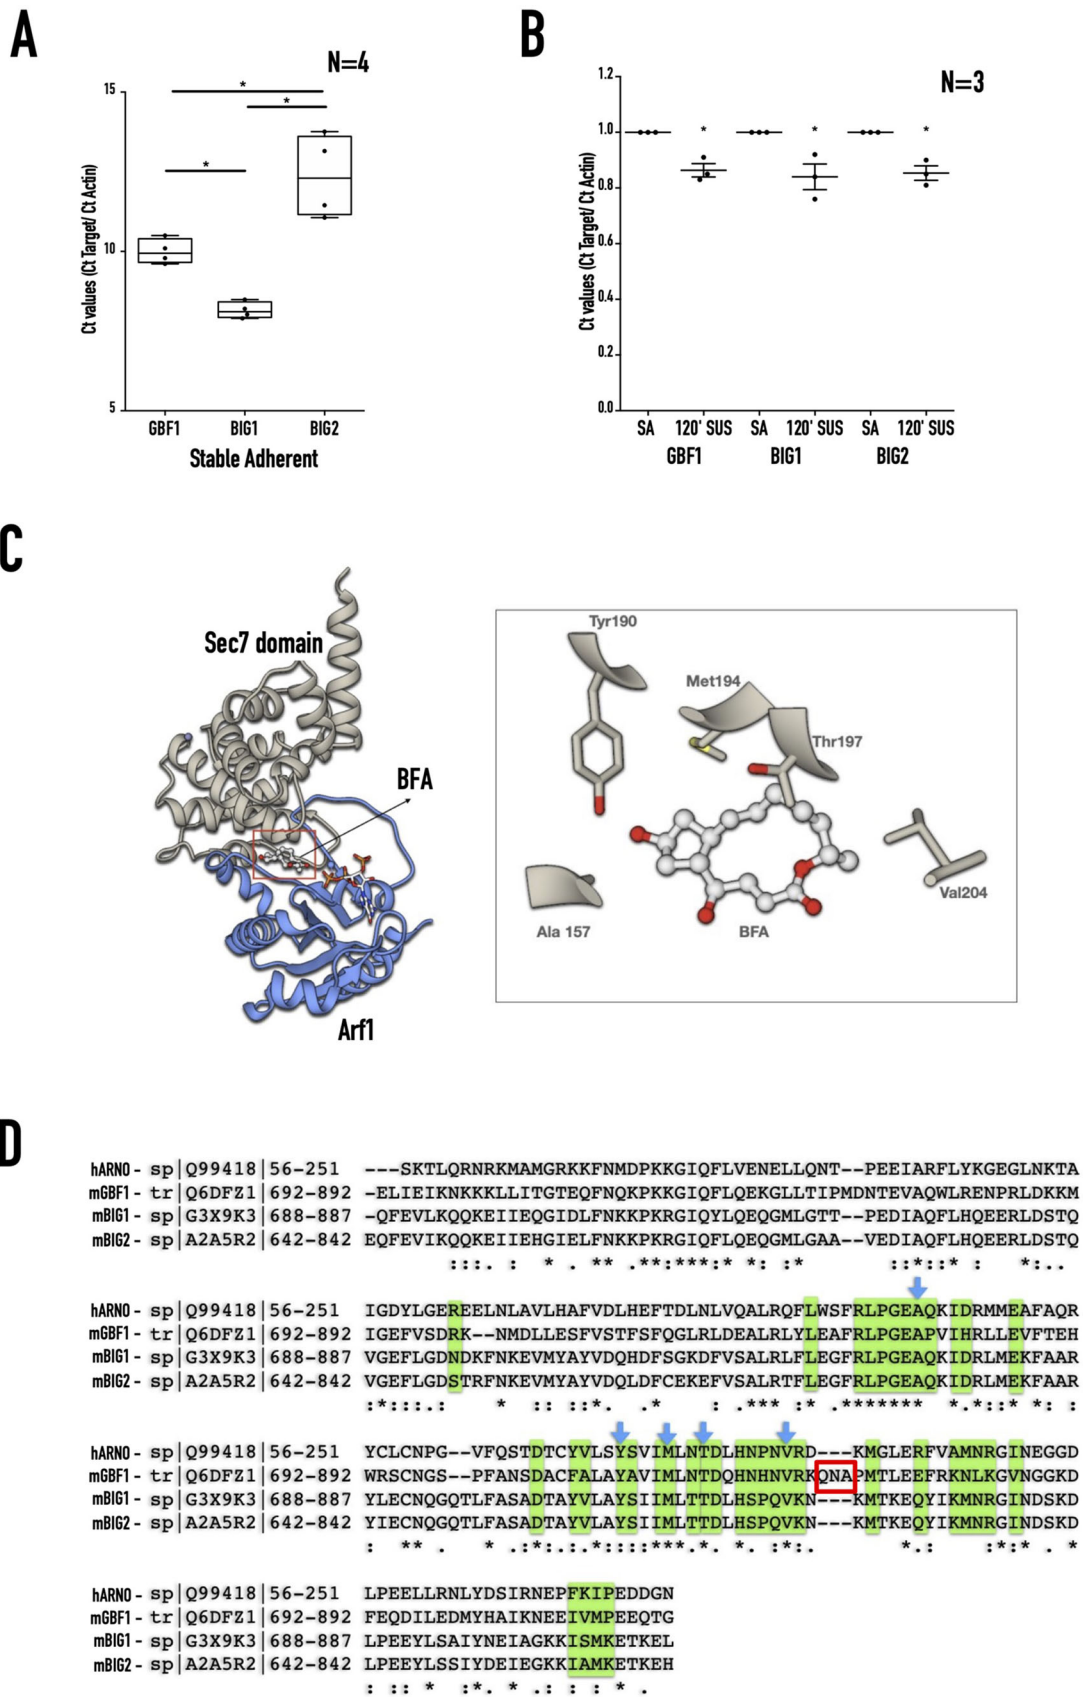 A
N=4
*
*
*
15
10
5
Ct values (Ct Target/ Ct Actin)
GBF1 BIG1 BIG2
Stable Adherent
B
N=3
1.2
1.0
0.8
0.6
0.4
0.2
0.0
* * *
Ct values (Ct Target/ Ct Actin)
SA 120' SUS SA 120' SUS SA 120' SUS
GBF1 BIG1 BIG2
C
Sec7 domain
BFA
Arf1
Tyr190
Met194
Thr197
Val204
Ala 157
BFA
D
hARNO - sp|Q99418|56-251 ---SKTLQRNRKMAMGRKKFNMDPKKGIQFLVENELLQNT--PEEIARFLYKGEGLNKTA
mGBF1 - tr|Q6DFZ1|692-892 -ELIEIKNKKKLLITGTEQFNQKPKKGIQFLQEKGLLTIPMDNTEVAQWLRENPRLDKKM
mBIG1 - sp|G3X9K3|688-887 -QFEVLKQQKEIIEQGIDLFNKKPKRGIQYLQEQGMLGTT--PEDIAQFLHQEERLDSTQ
mBIG2 - sp|A2A5R2|642-842 EQFEVIKQQKEIIEHGIELFNKKPKRGIQFLQEQGMLGAA--VEDIAQFLHQEERLDSTQ
:::. : * . ** **:***:* *: :* ::*::* :*:..
hARNO - sp|Q99418|56-251 IGDYLGEREELNLAVLHAFVDLHEFTDLNLVQALRQFLWSFRLPGEAQKIDRMMEAFAQR
mGBF1 - tr|Q6DFZ1|692-892 IGEFVSDRK--NMDLLESFVSTFSFQGLRLDEALRLYLEAFRLPGEAPVIHRLLEVFTEH
mBIG1 - sp|G3X9K3|688-887 VGEFLGDNDKFNKEVMYAYVDQHDFSGKDFVSALRLFLEGFRLPGEAQKIDRLMEKFAAR
mBIG2 - sp|A2A5R2|642-842 VGEFLGDSTRFNKEVMYAYVDQLDFCEKEFVSALRTFLEGFRLPGEAQKIDRLMEKFAAR
:*:::.: * :: ::*. .* : .*** :* .******* *.*::* *: :
hARNO - sp|Q99418|56-251 YCLCNPG--VFQSTDTCYVLSYSVIMLNTDLHNPNVRD---KMGLERFVAMNRGINEGGD
mGBF1 - tr|Q6DFZ1|692-892 WRSCNGS--PFANSDACFALAYAVIMLNTDQHNHNVRKQNAPMTLEEFRKNLKGVNGGKD
mBIG1 - sp|G3X9K3|688-887 YLECNQGQTLFASADTAYVLAYSIIMLTTDLHSPQVKN---KMTKEQYIKMNRGINDSKD
mBIG2 - sp|A2A5R2|642-842 YIECNQGQTLFASADTAYVLAYSIIMLTTDLHSPQVKN---KMTKEQYIKMNRGINDSKD
: ** . * .:*:.:.*:*::***.** *. :*:. *.: :*:* . *
hARNO - sp|Q99418|56-251 LPEELLRNLYDSIRNEPFKIPEDDGN
mGBF1 - tr|Q6DFZ1|692-892 FEQDILEDMYHAIKNEEIVMPEEQTG
mBIG1 - sp|G3X9K3|688-887 LPEEYLSAIYNEIAGKKISMKETKEL
mBIG2 - sp|A2A5R2|642-842 LPEEYLSSIYDEIEGKKIAMKETKEH
: :: * :*. * .: : : * .